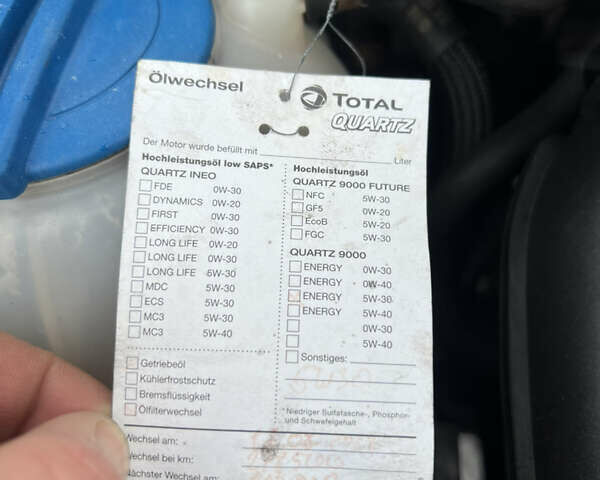 Ölwechsel
TOTAL
QUARTZ
Der Motor wurde befüllt mit Liter
Hochleistungsöl low SAPS*
QUARTZ INEO
FDE 0W-30
DYNAMICS 0W-20
FIRST 0W-30
EFFICIENCY 0W-30
LONG LIFE 0W-20
LONG LIFE 0W-30
LONG LIFE 5W-30
MDC 5W-30
ECS 5W-30
MC3 5W-30
MC3 5W-40
Hochleistungsöl
QUARTZ 9000 FUTURE
NFC 5W-30
GF5 0W-20
EcoB 5W-20
FGC 5W-30
QUARTZ 9000
ENERGY 0W-30
ENERGY 0W-40
ENERGY 5W-30
ENERGY 5W-40
0W-30
5W-40
Sonstiges:
Getriebeöl
Kühlerfrostschutz
Bremsflüssigkeit
Ölfilterwechsel
*Niedriger Sulfatasche-, Phosphor-
und Schwefelgehalt
Wechsel am:
Wechsel bei km:
Nächster Wechsel am: